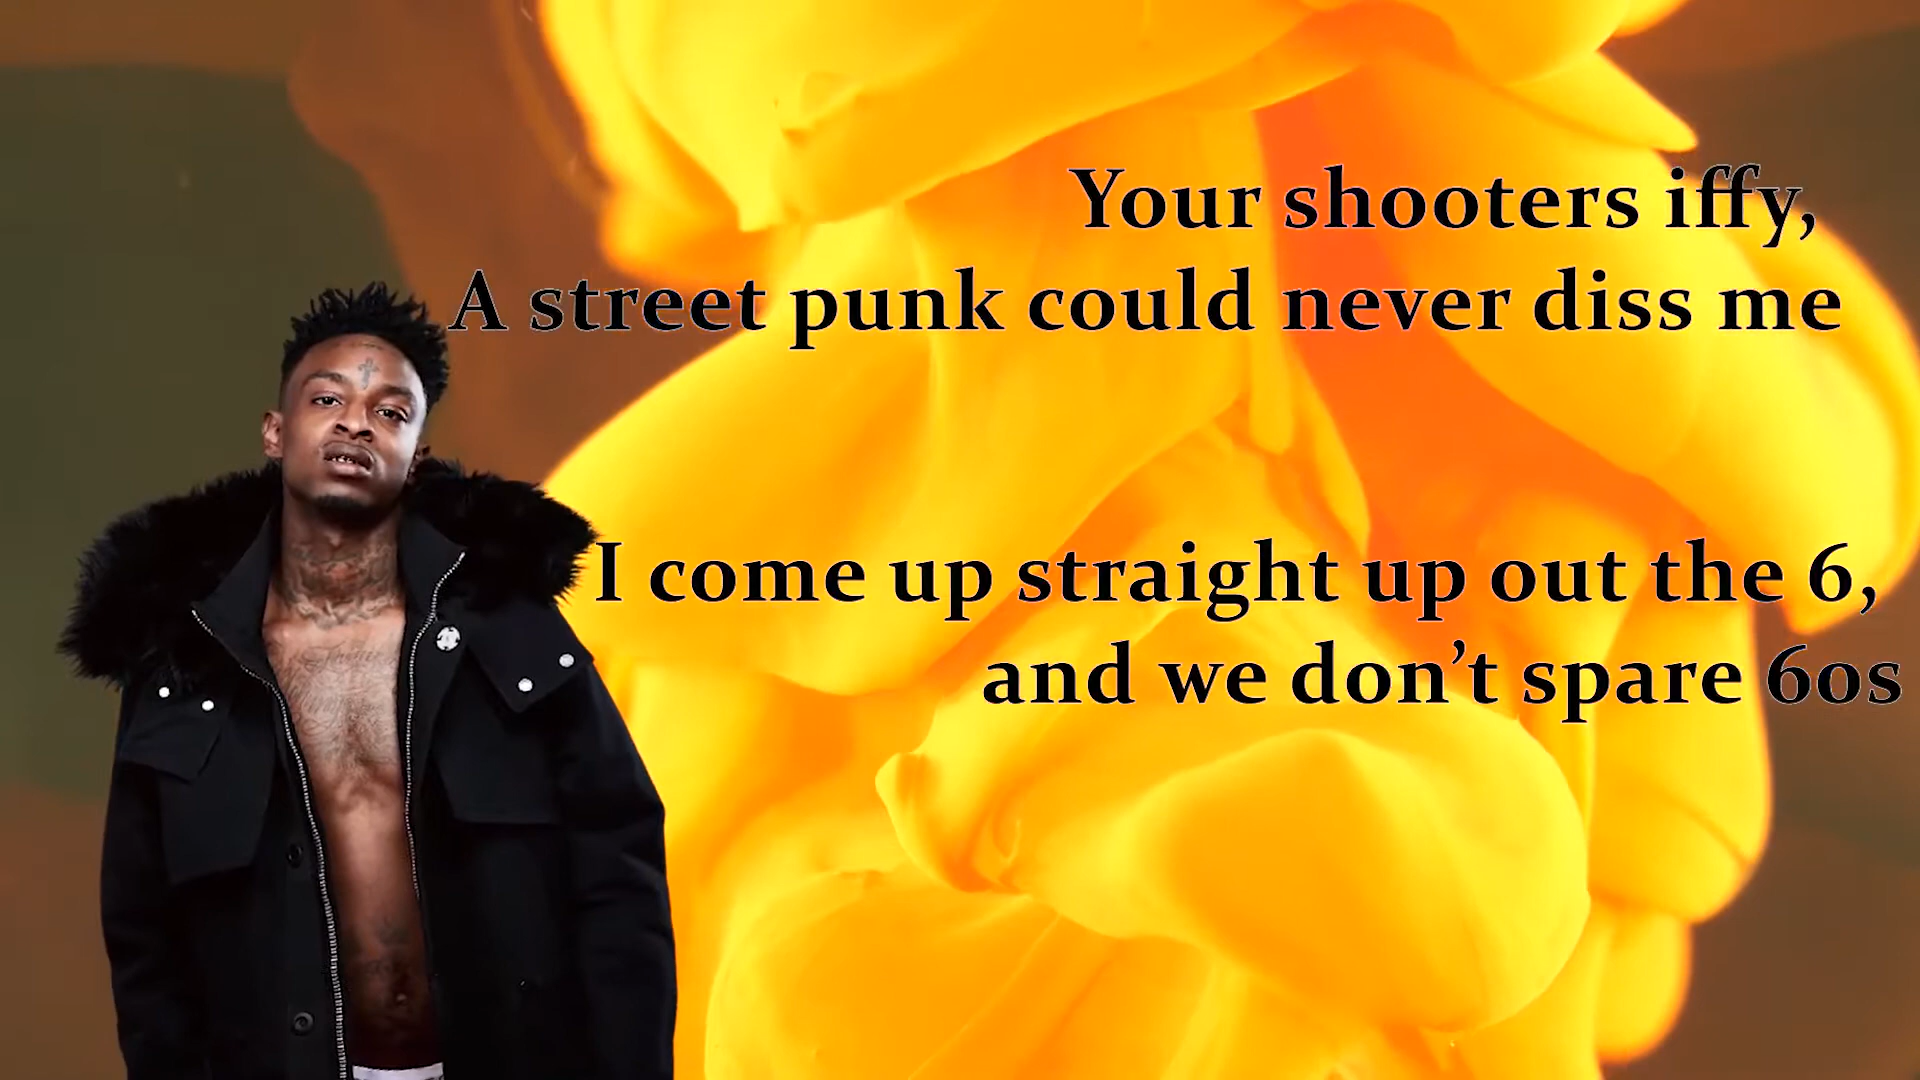 Your shooters iffy,
A street punk could never diss me
I come up straight up out the 6,
and we don’t spare 60s